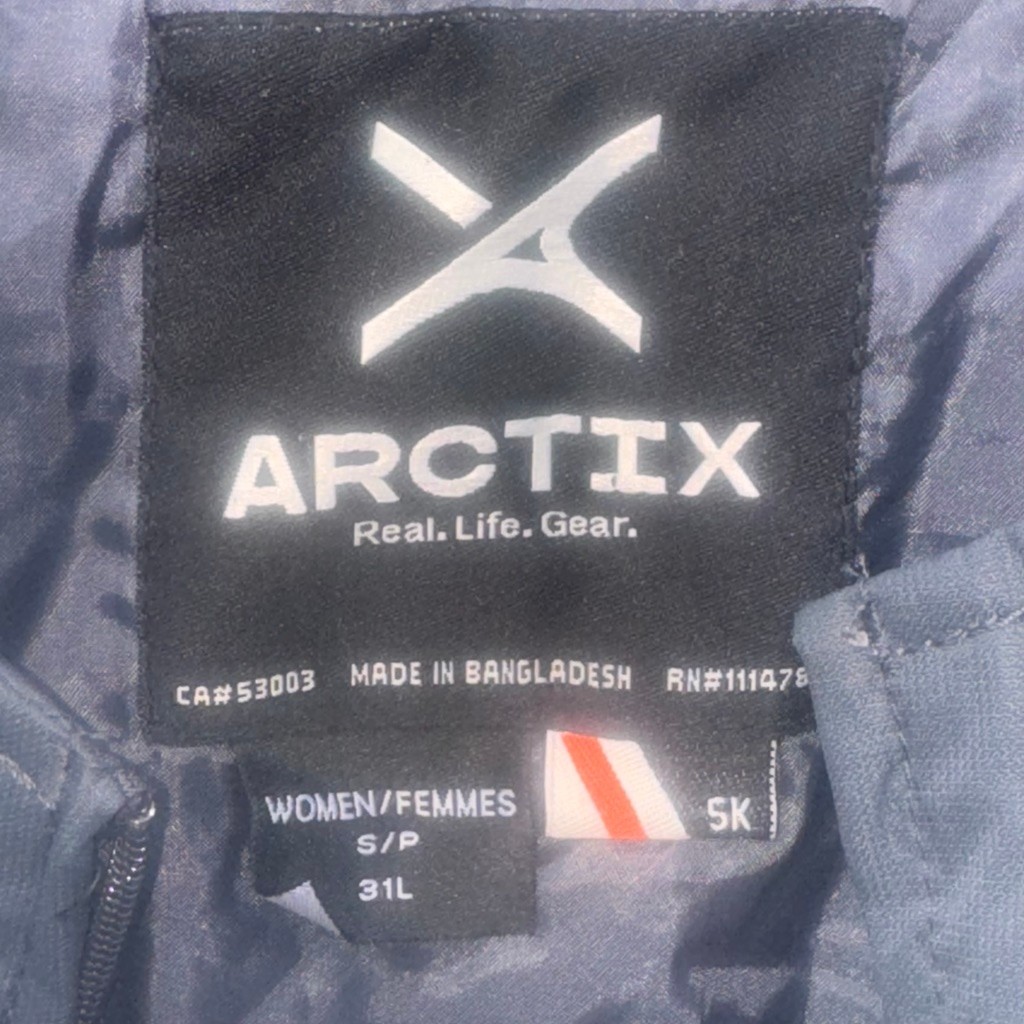 ARCTIX
Real. Life. Gear.
CA#53003 MADE IN BANGLADESH RN#111478
WOMEN/FEMMES
S/P
31L
5K